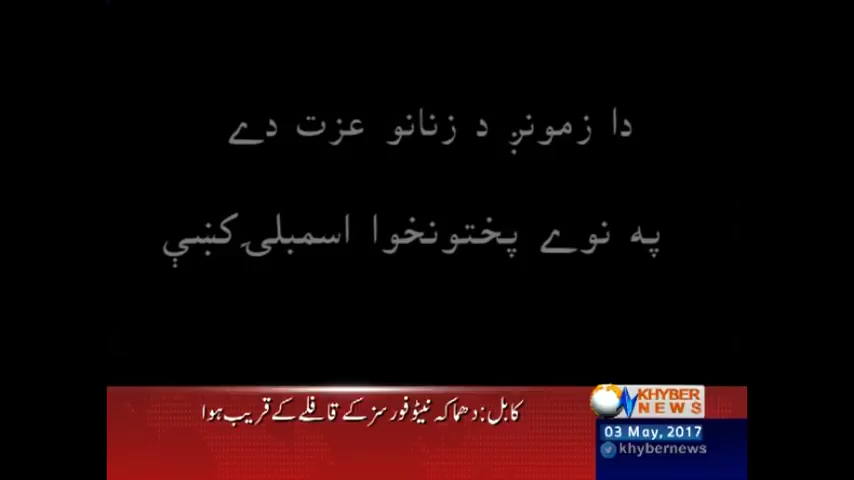 دا زمونږ د زنانو عزت دے
په نوے پختونخوا اسمبلۍ کښې
کابل: دھماکہ نیٹو فورسز کے قافلے کے قریب ہوا
KHYBER
NEWS
03 May, 2017
khybernews